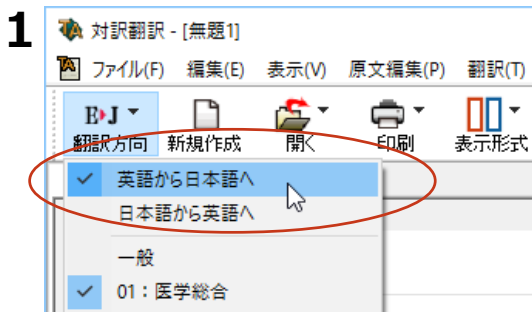 1
対訳翻訳 - [無題1]
ファイル(F) 編集(E) 表示(V) 原文編集(P) 翻訳(T)
E▸J
翻訳方向 新規作成 開く 印刷 表示形式
英語から日本語へ
日本語から英語へ
一般
01：医学総合